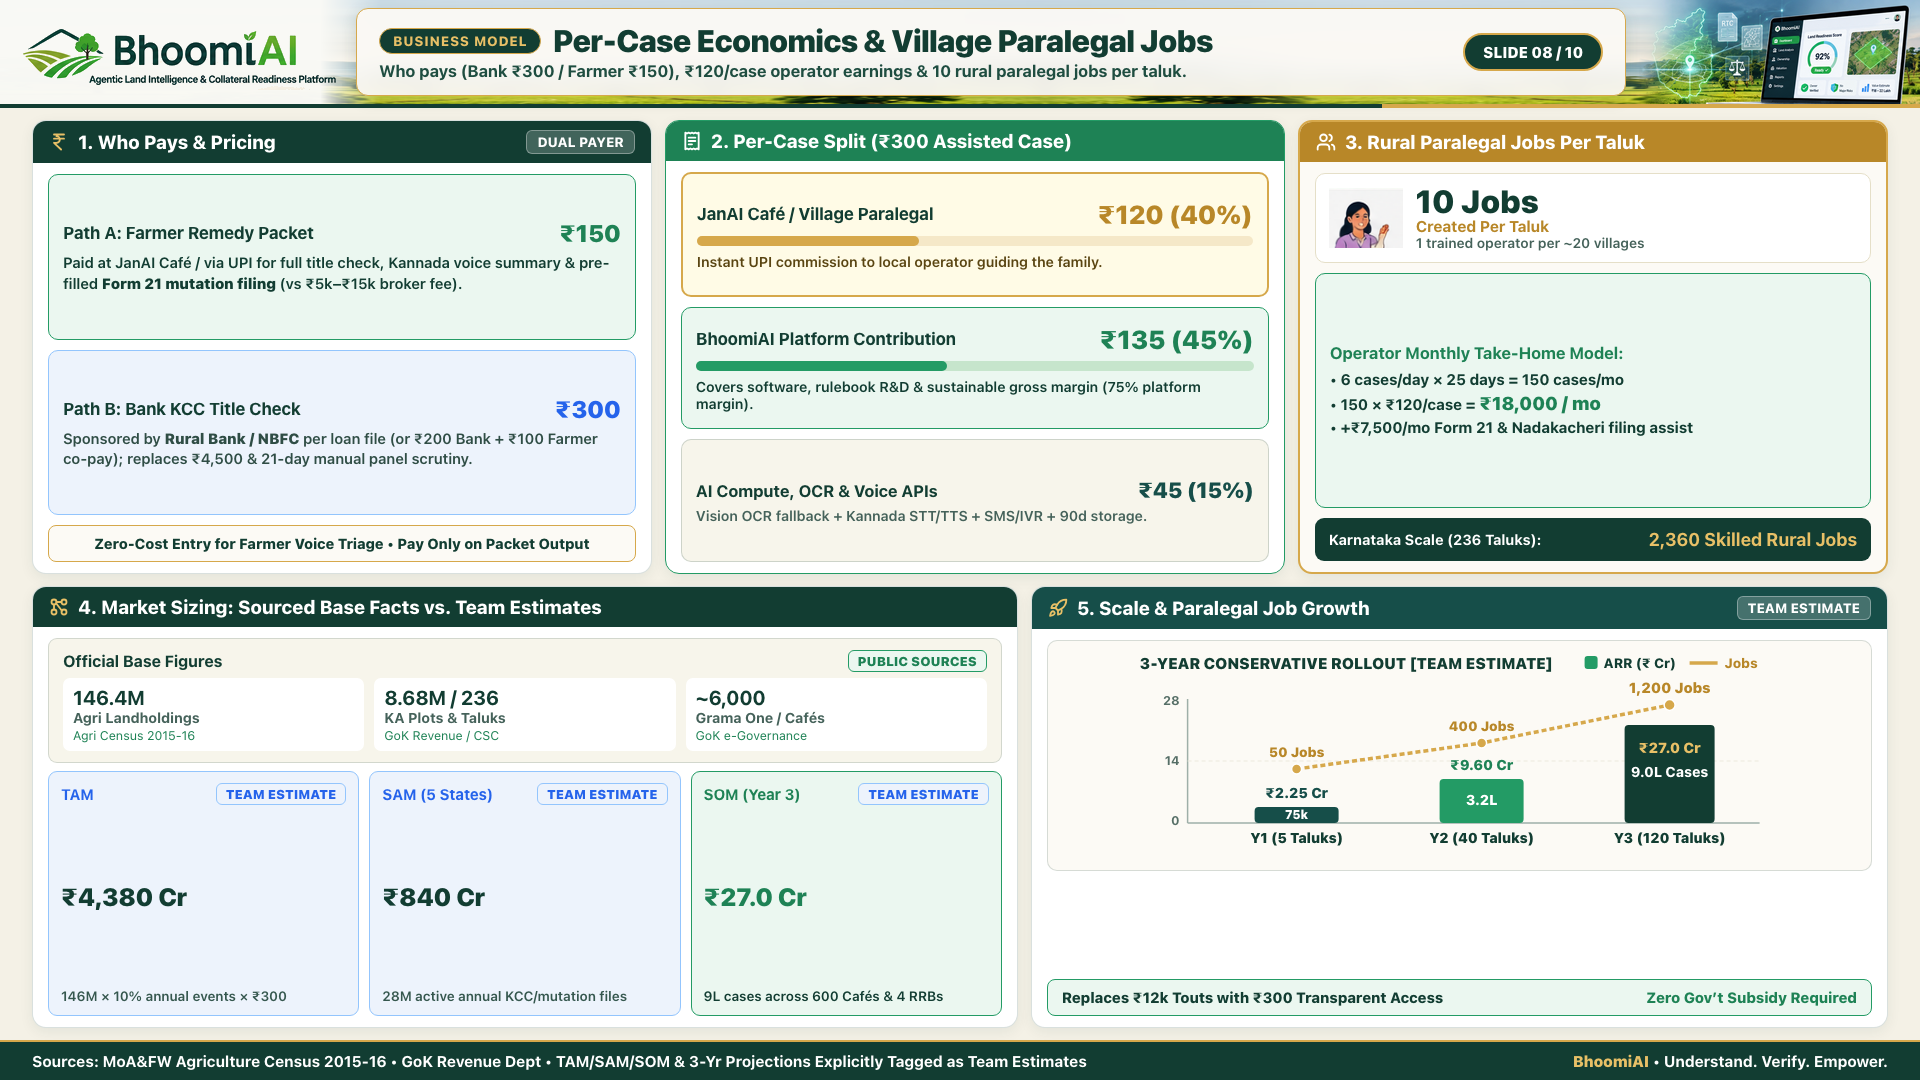 BhoomiAI
Agentic Land Intelligence & Collateral Readiness Platform
BUSINESS MODEL
Per-Case Economics & Village Paralegal Jobs
Who pays (Bank ₹300 / Farmer ₹150), ₹120/case operator earnings & 10 rural paralegal jobs per taluk.
SLIDE 08 / 10
RTC
BhoomiAI
Land Readiness Score
92%
1. Who Pays & Pricing
DUAL PAYER
Path A: Farmer Remedy Packet
₹150
Paid at JanAI Café / via UPI for full title check, Kannada voice summary & pre-
filled Form 21 mutation filing (vs ₹5k–₹15k broker fee).
Path B: Bank KCC Title Check
₹300
Sponsored by Rural Bank / NBFC per loan file (or ₹200 Bank + ₹100 Farmer
co-pay); replaces ₹4,500 & 21-day manual panel scrutiny.
Zero-Cost Entry for Farmer Voice Triage • Pay Only on Packet Output
2. Per-Case Split (₹300 Assisted Case)
JanAI Café / Village Paralegal
₹120 (40%)
Instant UPI commission to local operator guiding the family.
BhoomiAI Platform Contribution
₹135 (45%)
Covers software, rulebook R&D & sustainable gross margin (75% platform
margin).
AI Compute, OCR & Voice APIs
₹45 (15%)
Vision OCR fallback + Kannada STT/TTS + SMS/IVR + 90d storage.
3. Rural Paralegal Jobs Per Taluk
10 Jobs
Created Per Taluk
1 trained operator per ~20 villages
Operator Monthly Take-Home Model:
• 6 cases/day × 25 days = 150 cases/mo
• 150 × ₹120/case = ₹18,000 / mo
• +₹7,500/mo Form 21 & Nadakacheri filing assist
Karnataka Scale (236 Taluks):
2,360 Skilled Rural Jobs
4. Market Sizing: Sourced Base Facts vs. Team Estimates
Official Base Figures
PUBLIC SOURCES
146.4M
Agri Landholdings
Agri Census 2015-16
8.68M / 236
KA Plots & Taluks
GoK Revenue / CSC
~6,000
Grama One / Cafés
GoK e-Governance
TAM
TEAM ESTIMATE
₹4,380 Cr
146M × 10% annual events × ₹300
SAM (5 States)
TEAM ESTIMATE
₹840 Cr
28M active annual KCC/mutation files
SOM (Year 3)
TEAM ESTIMATE
₹27.0 Cr
9L cases across 600 Cafés & 4 RRBs
5. Scale & Paralegal Job Growth
TEAM ESTIMATE
3-YEAR CONSERVATIVE ROLLOUT [TEAM ESTIMATE]
ARR (₹ Cr)
Jobs
28
14
0
50 Jobs
₹2.25 Cr
75k
Y1 (5 Taluks)
400 Jobs
₹9.60 Cr
3.2L
Y2 (40 Taluks)
1,200 Jobs
₹27.0 Cr
9.0L Cases
Y3 (120 Taluks)
Replaces ₹12k Touts with ₹300 Transparent Access
Zero Gov't Subsidy Required
Sources: MoA&FW Agriculture Census 2015-16 • GoK Revenue Dept • TAM/SAM/SOM & 3-Yr Projections Explicitly Tagged as Team Estimates
BhoomiAI • Understand. Verify. Empower.